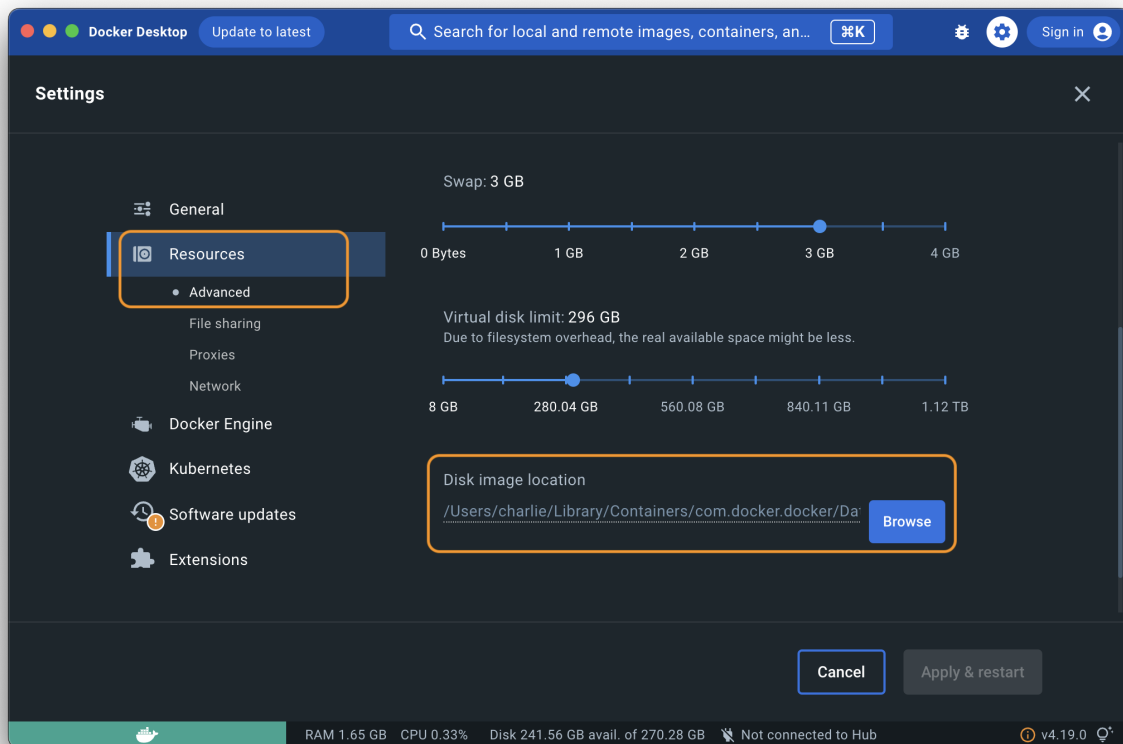 Docker Desktop Update to latest Search for local and remote images, containers, an... ⌘K Sign in
Settings
General
Resources
Advanced
File sharing
Proxies
Network
Docker Engine
Kubernetes
Software updates
Extensions
Swap: 3 GB
0 Bytes 1 GB 2 GB 3 GB 4 GB
Virtual disk limit: 296 GB
Due to filesystem overhead, the real available space might be less.
8 GB 280.04 GB 560.08 GB 840.11 GB 1.12 TB
Disk image location
/Users/charlie/Library/Containers/com.docker.docker/Da
Browse
Cancel Apply & restart
RAM 1.65 GB CPU 0.33% Disk 241.56 GB avail. of 270.28 GB Not connected to Hub v4.19.0